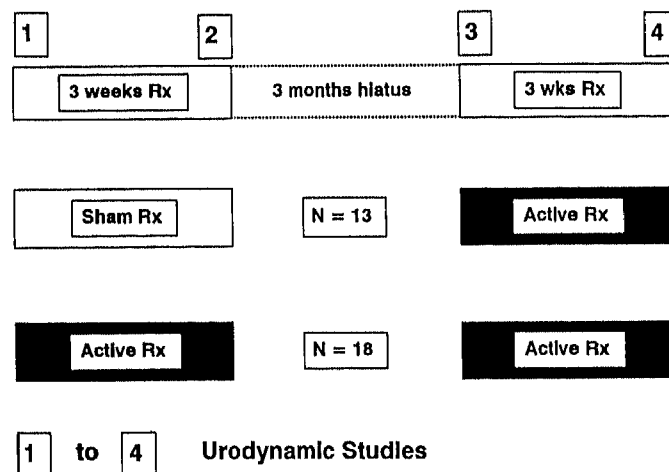 1 2 3 4
3 weeks Rx 3 months hiatus 3 wks Rx
Sham Rx N = 13 Active Rx
Active Rx N = 18 Active Rx
1 to 4 Urodynamic Studies